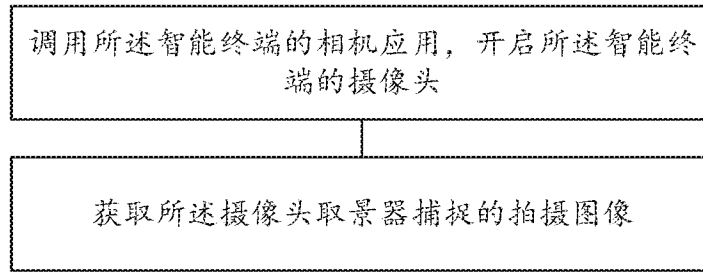 调用所述智能终端的相机应用，开启所述智能终
端的摄像头
获取所述摄像头取景器捕捉的拍摄图像